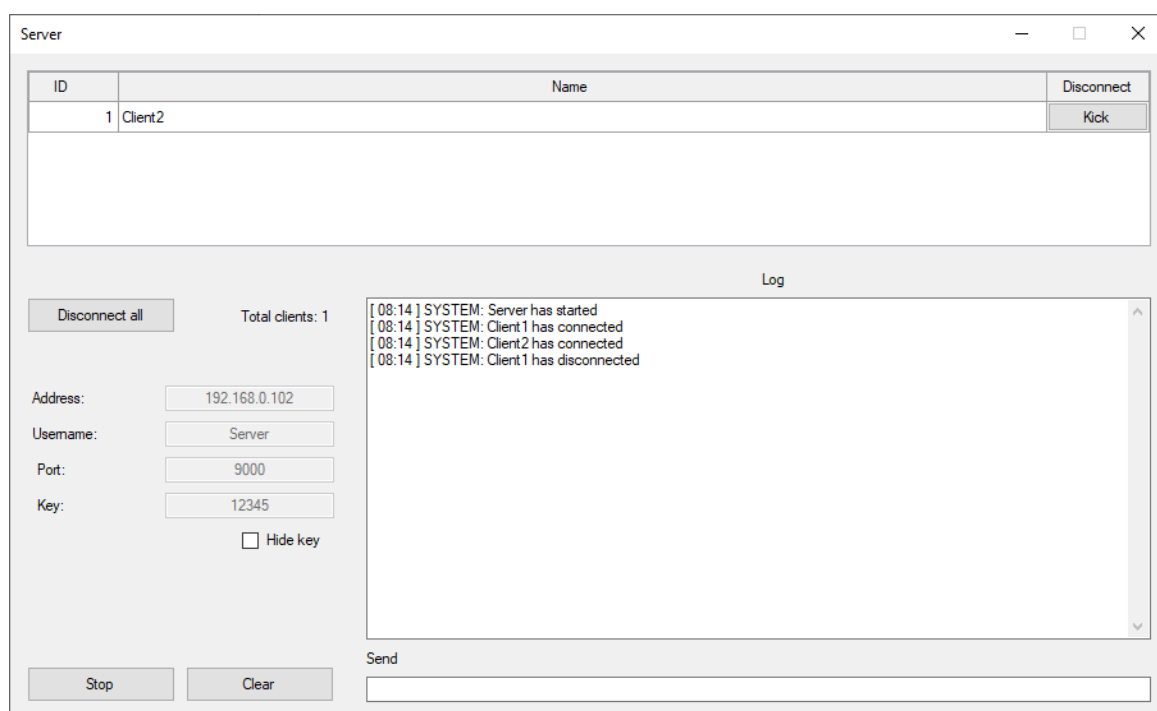 Server
ID Name Disconnect
1 Client2 Kick
Log
Disconnect all Total clients: 1
[ 08:14 ] SYSTEM: Server has started
[ 08:14 ] SYSTEM: Client1 has connected
[ 08:14 ] SYSTEM: Client2 has connected
[ 08:14 ] SYSTEM: Client1 has disconnected
Address: 192.168.0.102
Username: Server
Port: 9000
Key: 12345
Hide key
Send
Stop Clear